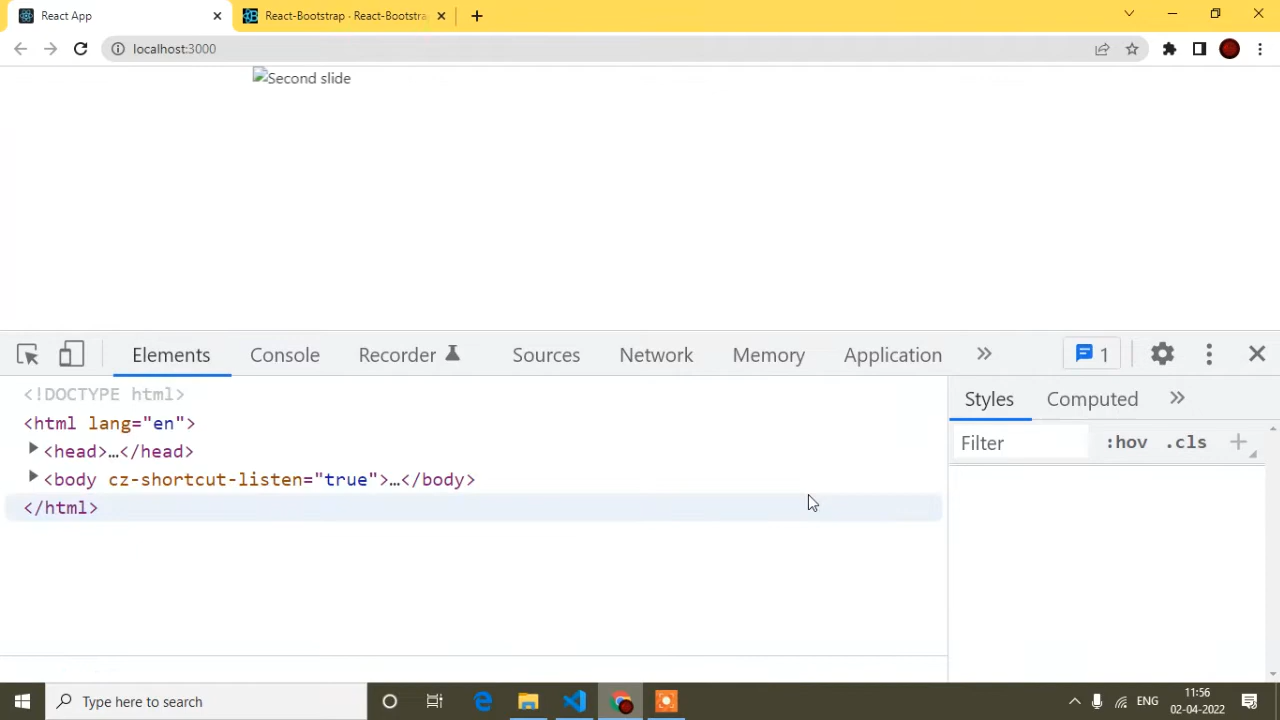 React App
React-Bootstrap · React-Bootstra
localhost:3000
Second slide
Elements
Console
Recorder
Sources
Network
Memory
Application
1
<!DOCTYPE html>
<html lang="en">
<head>…</head>
<body cz-shortcut-listen="true">…</body>
</html>
Styles
Computed
Filter
:hov
.cls
Type here to search
ENG
11:56
02-04-2022